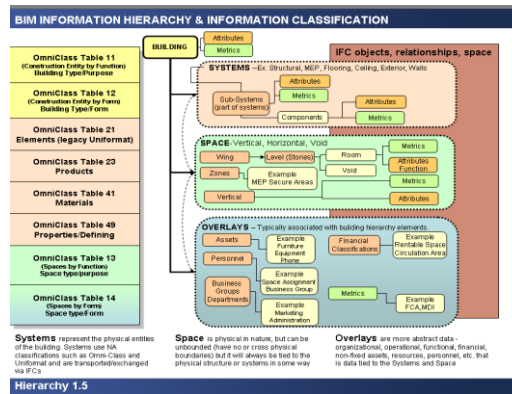 BIM INFORMATION HIERARCHY & INFORMATION CLASSIFICATION
OmniClass Table 11
(Construction Entity by Function)
Building Type/Purpose
OmniClass Table 12
(Construction Entity by Form)
Building Type/Form
OmniClass Table 21
Elements (legacy Uniformat)
OmniClass Table 23
Products
OmniClass Table 41
Materials
OmniClass Table 49
Properties/Defining
OmniClass Table 13
(Spaces by Function)
Space type/purpose
OmniClass Table 14
(Spaces by Form)
Space type/Form
BUILDING
Attributes
Metrics
IFC objects, relationships, space
SYSTEMS –Ex. Structural, MEP, Flooring, Ceiling, Exterior, Walls
Attributes
Metrics
Sub-Systems
(part of systems)
Components
Attributes
Metrics
SPACE-Vertical, Horizontal, Void
Wing
Level (Stories)
Room
Void
Metrics
Attributes
Function
Zones
Example
MEP Secure Areas
Metrics
Vertical
Attributes
OVERLAYS – Typically associated with building hierarchy elements.
Assets
Example
Furniture
Equipment
Phone
Financial
Classifications
Example
Rentable Space
Circulation Area
Personnel
Example
Space Assignment
Business Group
Business
Groups
Departments
Example
Marketing
Administration
Metrics
Example
FCA,MDI
Systems represent the physical entities
of the building. Systems use NA
classifications such as Omni-Class and
Uniformat and are transported/exchanged
via IFCs
Space is physical in nature, but can be
unbounded (have no or cross physical
boundaries) but it will always be tied to the
physical structure or systems in some way
Overlays are more abstract data -
organizational, operational, functional, financial,
non-fixed assets, resources, personnel, etc. that
is data tied to the Systems and Space
Hierarchy 1.5